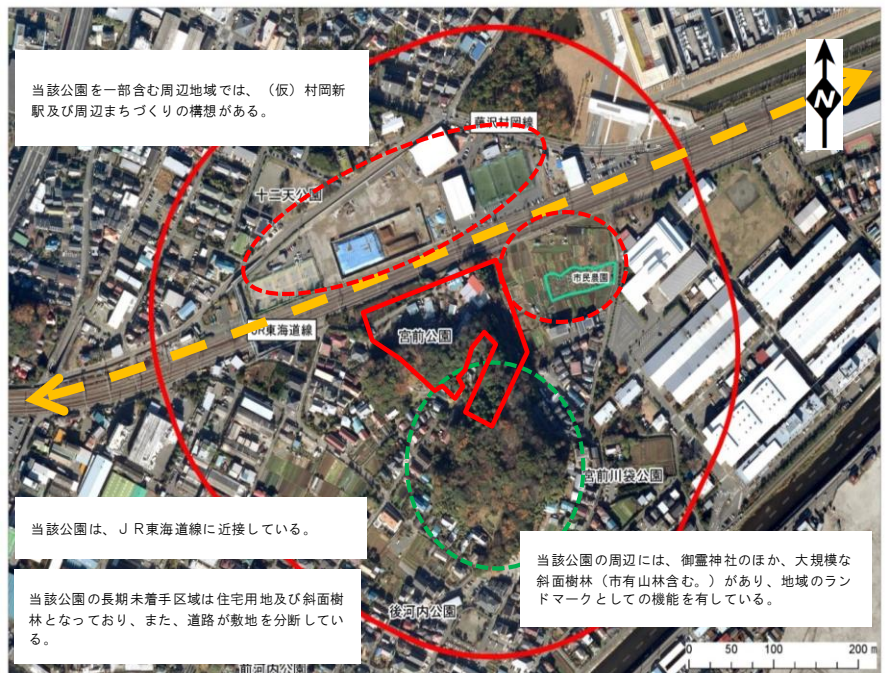 当該公園を一部含む周辺地域では、（仮）村岡新
駅及び周辺まちづくりの構想がある。
N
藤沢村岡線
十二天公園
市民農園
JR東海道線
宮前公園
宮前川袋公園
当該公園は、ＪＲ東海道線に近接している。
当該公園の周辺には、御霊神社のほか、大規模な
斜面樹林（市有山林含む。）があり、地域のラン
ドマークとしての機能を有している。
当該公園の長期未着手区域は住宅用地及び斜面樹
林となっており、また、道路が敷地を分断してい
る。
後河内公園
前河内公園
0 50 100 200 m